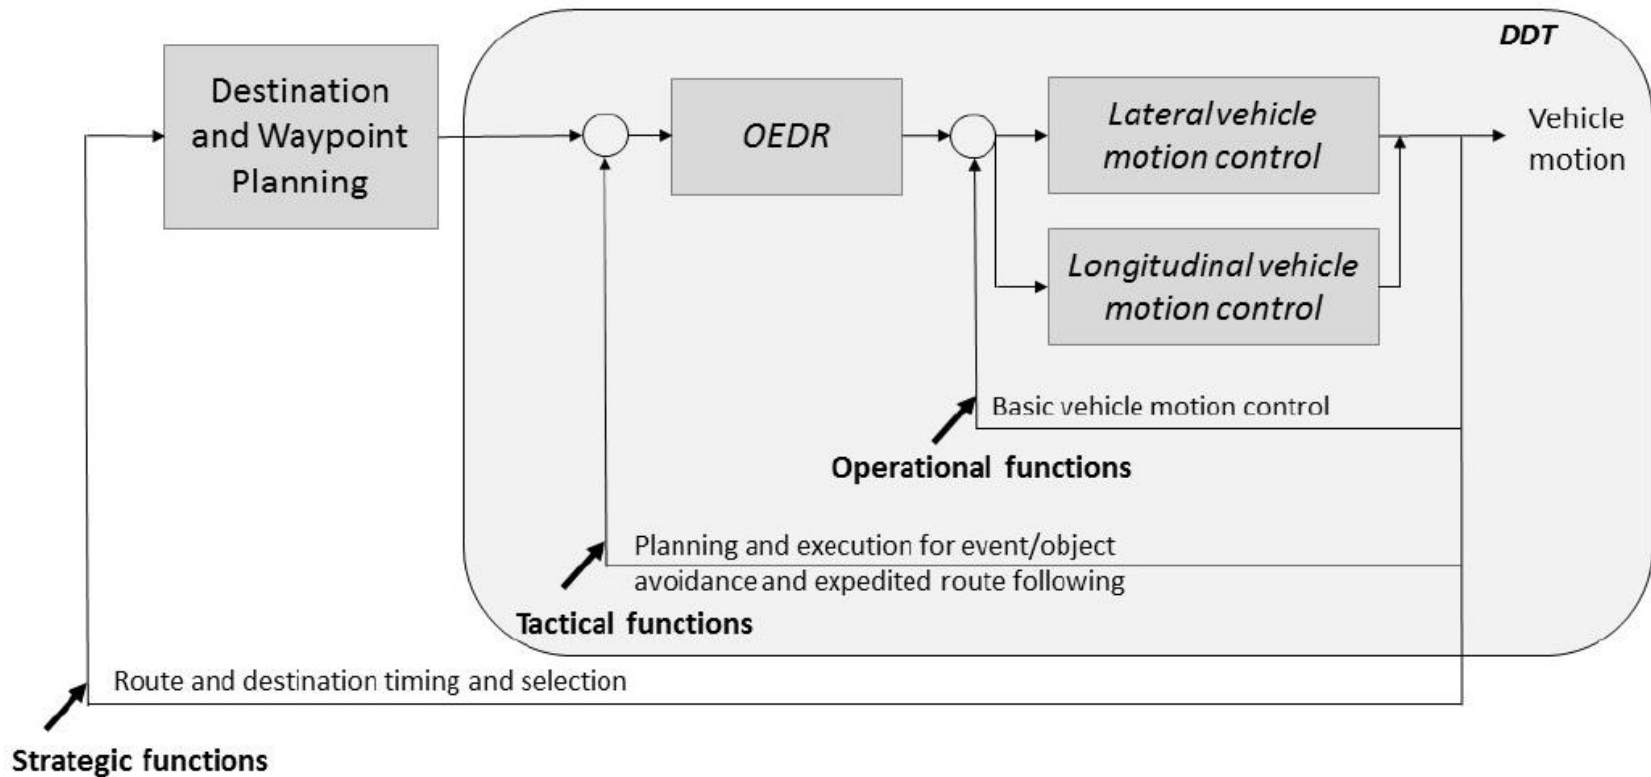 DDT
Destination
and Waypoint
Planning
OEDR
Lateral vehicle
motion control
Vehicle
motion
Longitudinal vehicle
motion control
Basic vehicle motion control
Operational functions
Planning and execution for event/object
avoidance and expedited route following
Tactical functions
Route and destination timing and selection
Strategic functions